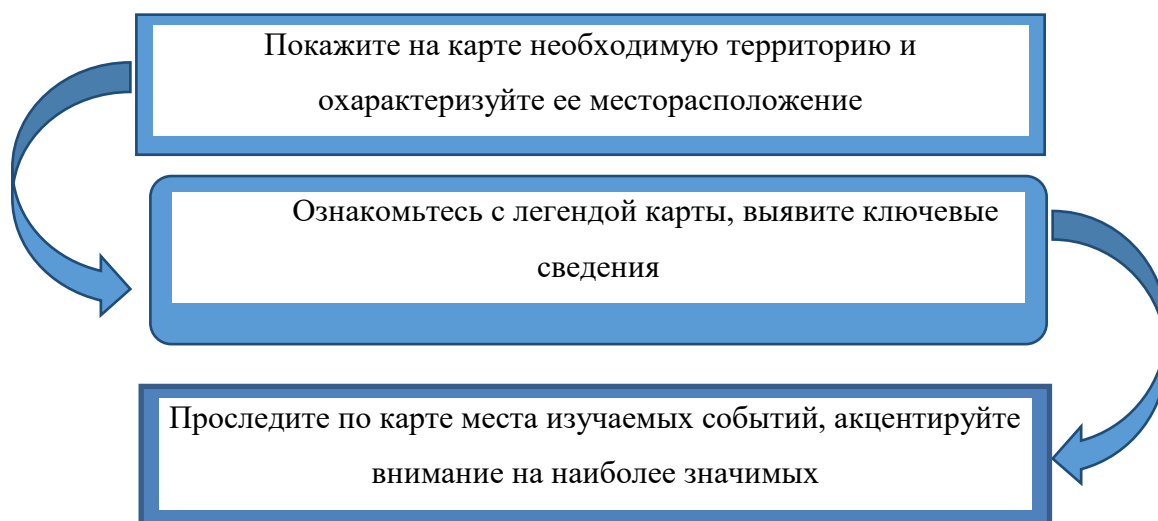 Покажите на карте необходимую территорию и
охарактеризуйте ее месторасположение
Ознакомьтесь с легендой карты, выявите ключевые
сведения
Проследите по карте места изучаемых событий, акцентируйте
внимание на наиболее значимых